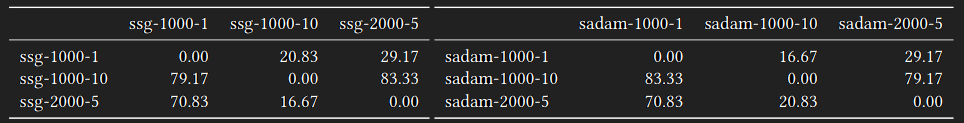 ssg-1000-1 ssg-1000-10 ssg-2000-5 sadam-1000-1 sadam-1000-10 sadam-2000-5
ssg-1000-1 0.00 20.83 29.17 sadam-1000-1 0.00 16.67 29.17
ssg-1000-10 79.17 0.00 83.33 sadam-1000-10 83.33 0.00 79.17
ssg-2000-5 70.83 16.67 0.00 sadam-2000-5 70.83 20.83 0.00